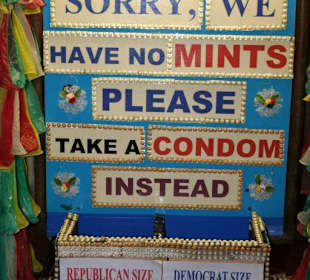 SORRY, WE
HAVE NO MINTS
PLEASE
TAKE A CONDOM
INSTEAD
REPUBLICAN SIZE DEMOCRAT SIZE